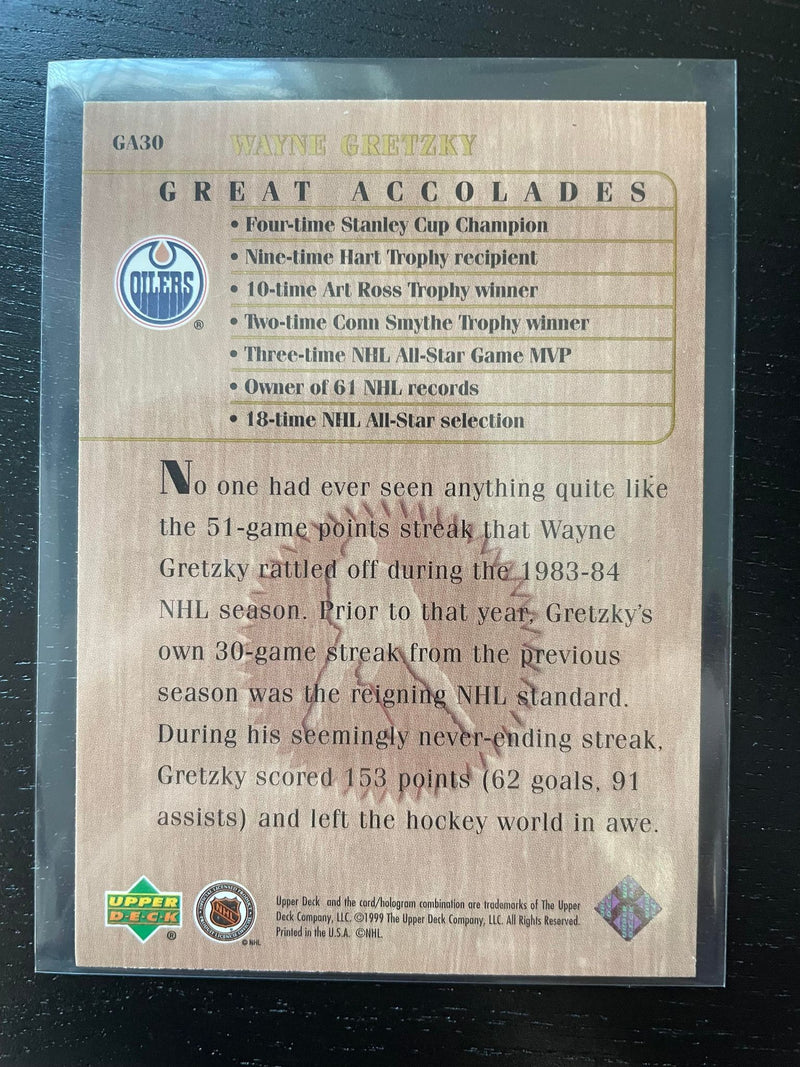 GA30 WAYNE GRETZKY
GREAT ACCOLADES
• Four-time Stanley Cup Champion
• Nine-time Hart Trophy recipient
OILERS
®
• 10-time Art Ross Trophy winner
• Two-time Conn Smythe Trophy winner
• Three-time NHL All-Star Game MVP
• Owner of 61 NHL records
• 18-time NHL All-Star selection
No one had ever seen anything quite like
the 51-game points streak that Wayne
Gretzky rattled off during the 1983-84
NHL season. Prior to that year, Gretzky's
own 30-game streak from the previous
season was the reigning NHL standard.
During his seemingly never-ending streak,
Gretzky scored 153 points (62 goals, 91
assists) and left the hockey world in awe.
UPPER
DECK
®
NHL
© NHL
Upper Deck and the card/hologram combination are trademarks of The Upper
Deck Company, LLC. ©1999 The Upper Deck Company, LLC. All Rights Reserved.
Printed in the U.S.A. ©NHL.